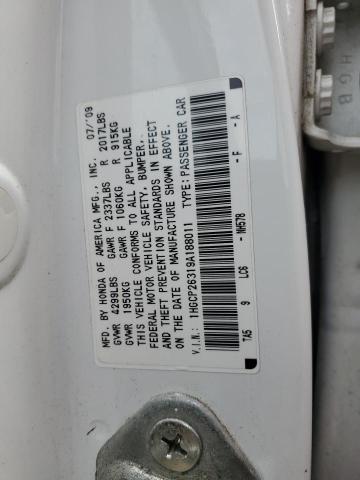 MFD. BY HONDA OF AMERICA MFG., INC. 07/'09
GVWR 4299LBS GAWR F 2337LBS R 2017LBS
GVWR 1950KG GAWR F 1060KG R 915KG
THIS VEHICLE CONFORMS TO ALL APPLICABLE
FEDERAL MOTOR VEHICLE SAFETY, BUMPER,
AND THEFT PREVENTION STANDARDS IN EFFECT
ON THE DATE OF MANUFACTURE SHOWN ABOVE.
V.I.N.: 1HGCP26319A188011 TYPE: PASSENGER CAR
TA5 9 LC6 - NH578 - F - A
HGB